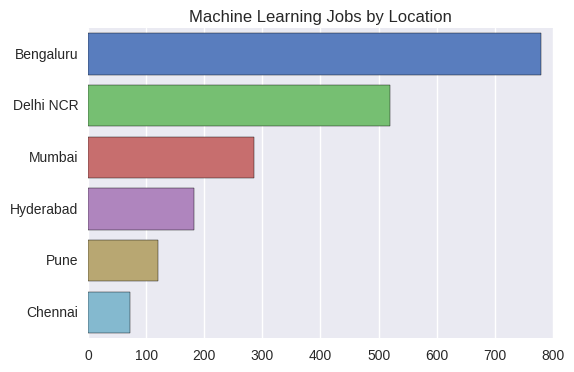 Machine Learning Jobs by Location
Bengaluru
Delhi NCR
Mumbai
Hyderabad
Pune
Chennai
0 100 200 300 400 500 600 700 800